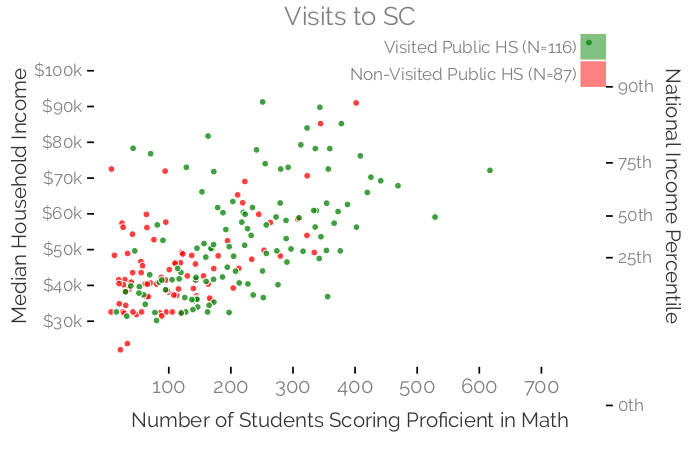 Visits to SC
Visited Public HS (N=116)
Non-Visited Public HS (N=87)
Median Household Income
$100k
$90k
$80k
$70k
$60k
$50k
$40k
$30k
90th
75th
50th
25th
0th
National Income Percentile
100 200 300 400 500 600 700
Number of Students Scoring Proficient in Math